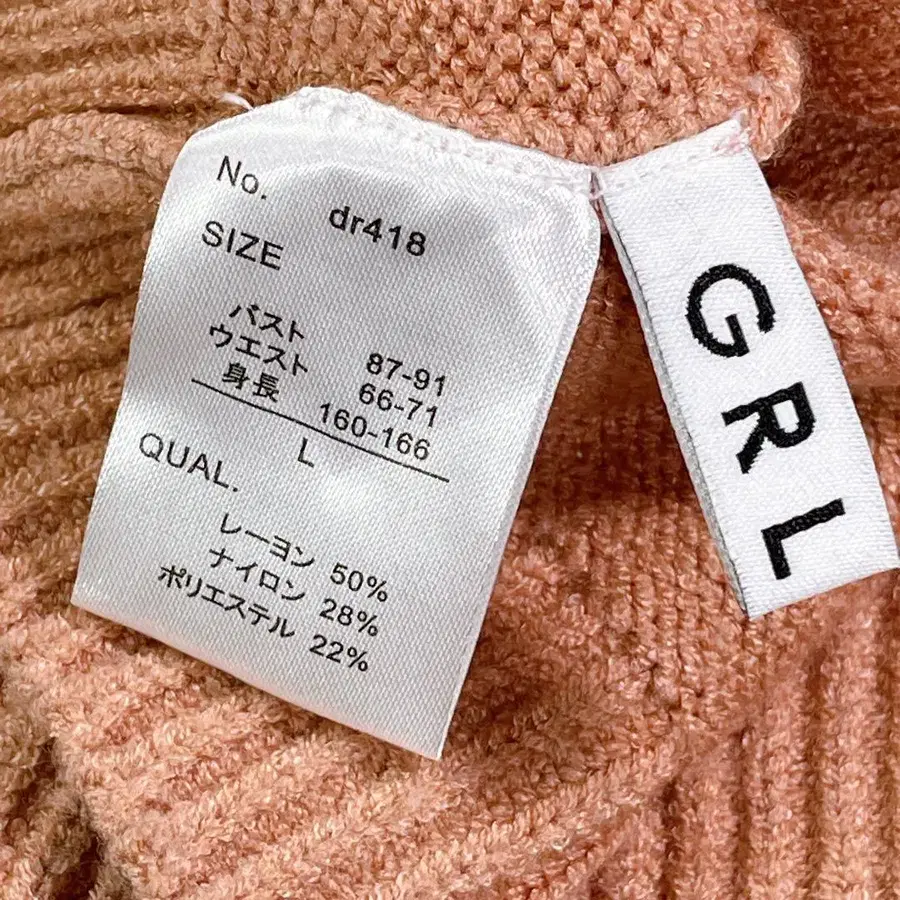 No. dr418
SIZE
バスト 87-91
ウエスト 66-71
身長 160-166
L
QUAL.
レーヨン 50%
ナイロン 28%
ポリエステル 22%
GRL